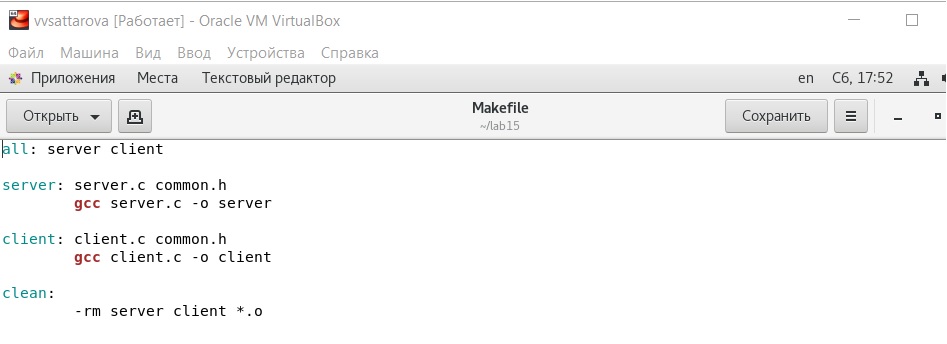 vvsattarova [Работает] - Oracle VM VirtualBox
Файл Машина Вид Ввод Устройства Справка
Приложения Места Текстовый редактор en Сб, 17:52
Открыть Makefile Сохранить
~/lab15
all: server client
server: server.c common.h
gcc server.c -o server
client: client.c common.h
gcc client.c -o client
clean:
-rm server client *.o